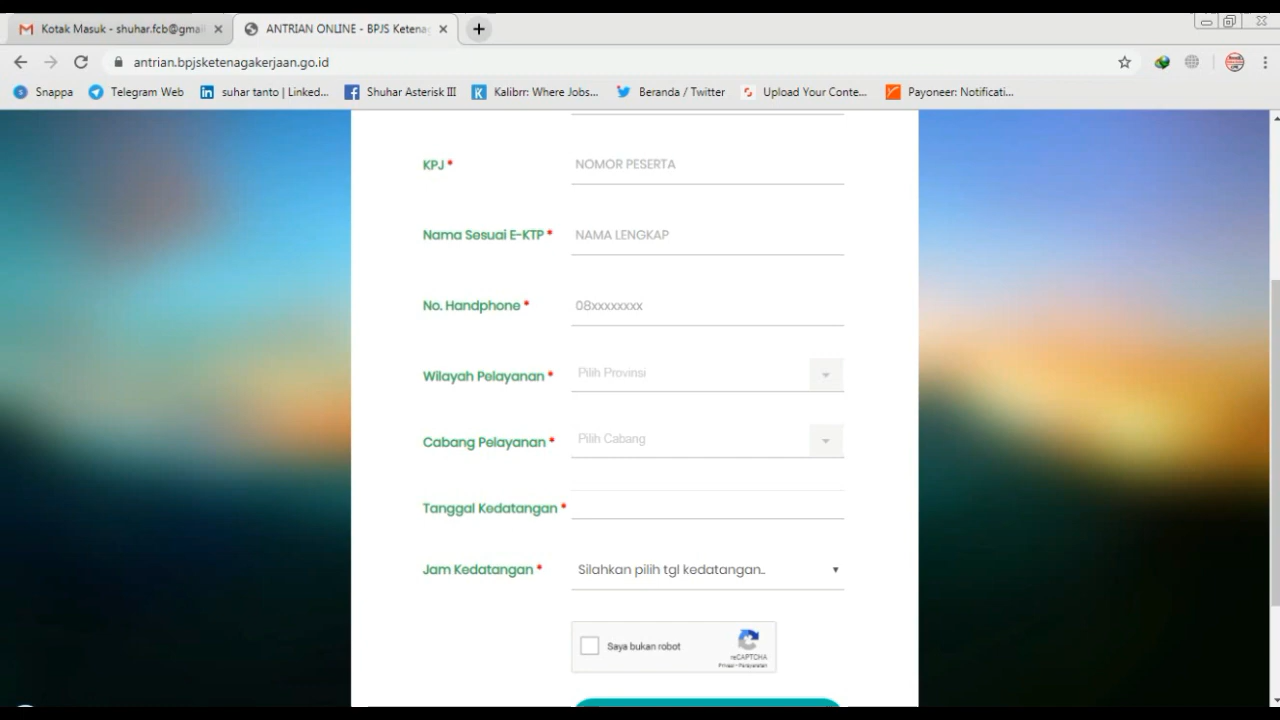 Kotak Masuk - shuhar.fcb@gmai
ANTRIAN ONLINE - BPJS Ketena
antrian.bpjsketenagakerjaan.go.id
Snappa
Telegram Web
suhar tanto | Linked...
Shuhar Asterisk III
Kalibrr: Where Jobs...
Beranda / Twitter
Upload Your Conte...
Payoneer: Notificati...
KPJ *
NOMOR PESERTA
Nama Sesuai E-KTP *
NAMA LENGKAP
No. Handphone *
08xxxxxxxx
Wilayah Pelayanan *
Pilih Provinsi
Cabang Pelayanan *
Pilih Cabang
Tanggal Kedatangan *
Jam Kedatangan *
Silahkan pilih tgl kedatangan..
Saya bukan robot
reCAPTCHA
Privasi - Persyaratan